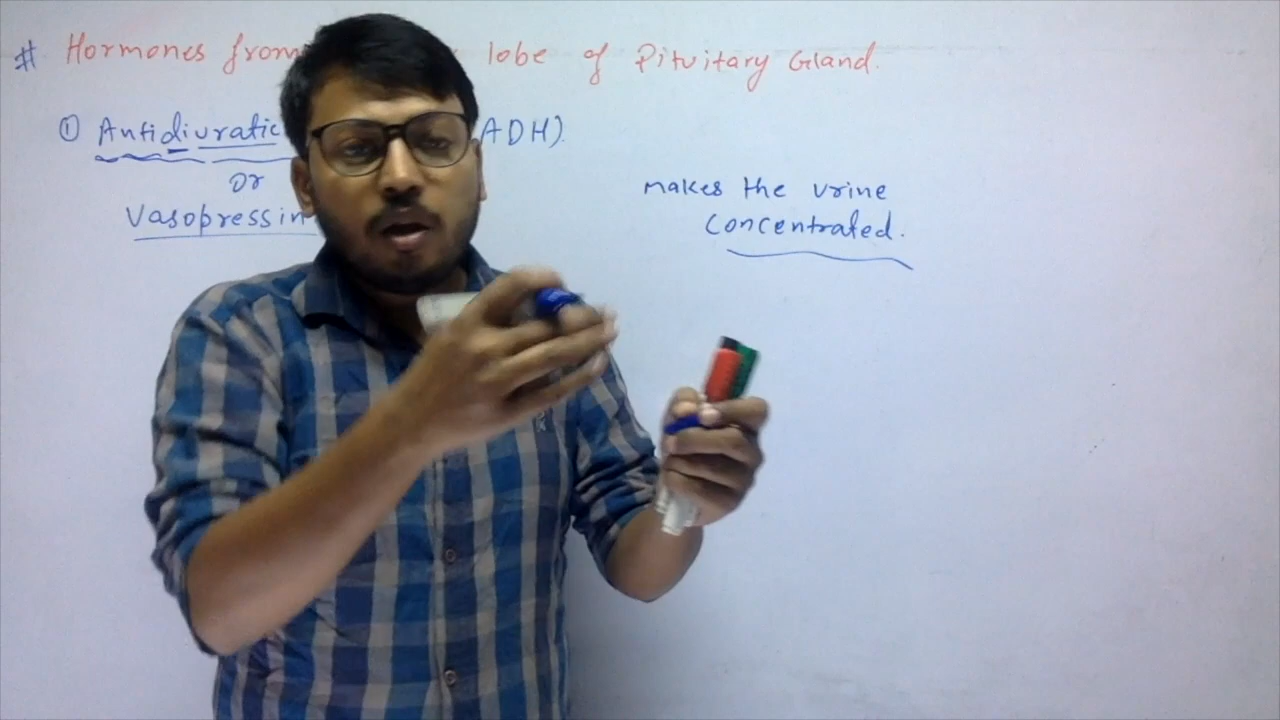 # Hormones from lobe of Pituitary Gland.
① Antidiuratic ADH).
or
Vasopressin
makes the urine
concentrated.